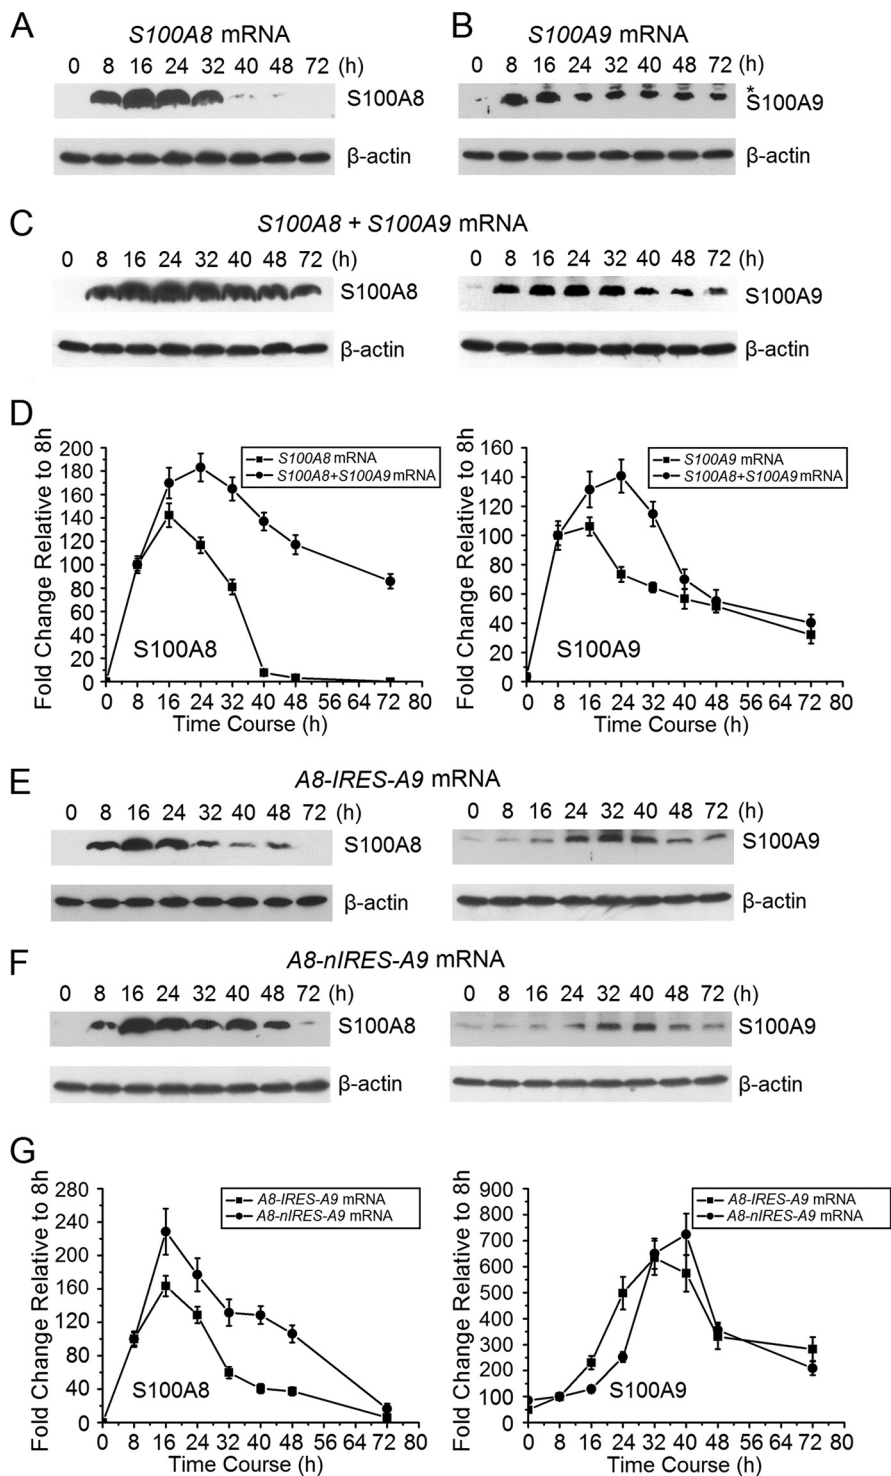 A
S100A8 mRNA
0 8 16 24 32 40 48 72 (h)
S100A8
β-actin
B
S100A9 mRNA
0 8 16 24 32 40 48 72 (h)
*
S100A9
β-actin
C
S100A8 + S100A9 mRNA
0 8 16 24 32 40 48 72 (h)
S100A8
β-actin
0 8 16 24 32 40 48 72 (h)
S100A9
β-actin
D
Fold Change Relative to 8h
200
180
160
140
120
100
80
60
40
20
0
S100A8 mRNA
S100A8+S100A9 mRNA
S100A8
0 8 16 24 32 40 48 56 64 72 80
Time Course (h)
Fold Change Relative to 8h
160
140
120
100
80
60
40
20
0
S100A9 mRNA
S100A8+S100A9 mRNA
S100A9
0 8 16 24 32 40 48 56 64 72 80
Time Course (h)
E
A8-IRES-A9 mRNA
0 8 16 24 32 40 48 72 (h)
S100A8
β-actin
0 8 16 24 32 40 48 72 (h)
S100A9
β-actin
F
A8-nIRES-A9 mRNA
0 8 16 24 32 40 48 72 (h)
S100A8
β-actin
0 8 16 24 32 40 48 72 (h)
S100A9
β-actin
G
Fold Change Relative to 8h
280
240
200
160
120
80
40
0
A8-IRES-A9 mRNA
A8-nIRES-A9 mRNA
S100A8
0 8 16 24 32 40 48 56 64 72 80
Time Course (h)
Fold Change Relative to 8h
900
800
700
600
500
400
300
200
100
0
A8-IRES-A9 mRNA
A8-nIRES-A9 mRNA
S100A9
0 8 16 24 32 40 48 56 64 72 80
Time Course (h)